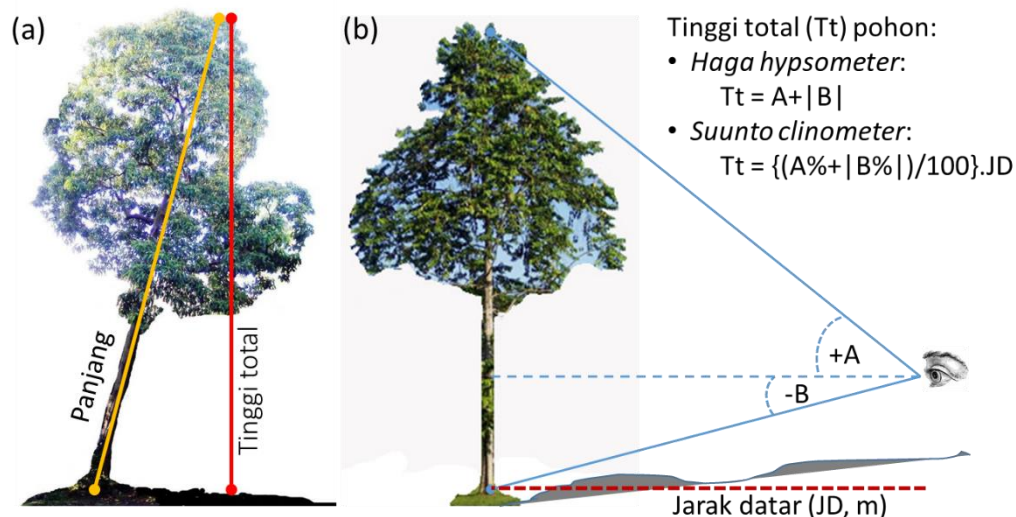 (a)
Panjang
Tinggi total
(b)
Tinggi total (Tt) pohon:
• Haga hypsometer:
Tt = A+|B|
• Suunto clinometer:
Tt = {(A%+|B%|)/100}.JD
+A
-B
Jarak datar (JD, m)